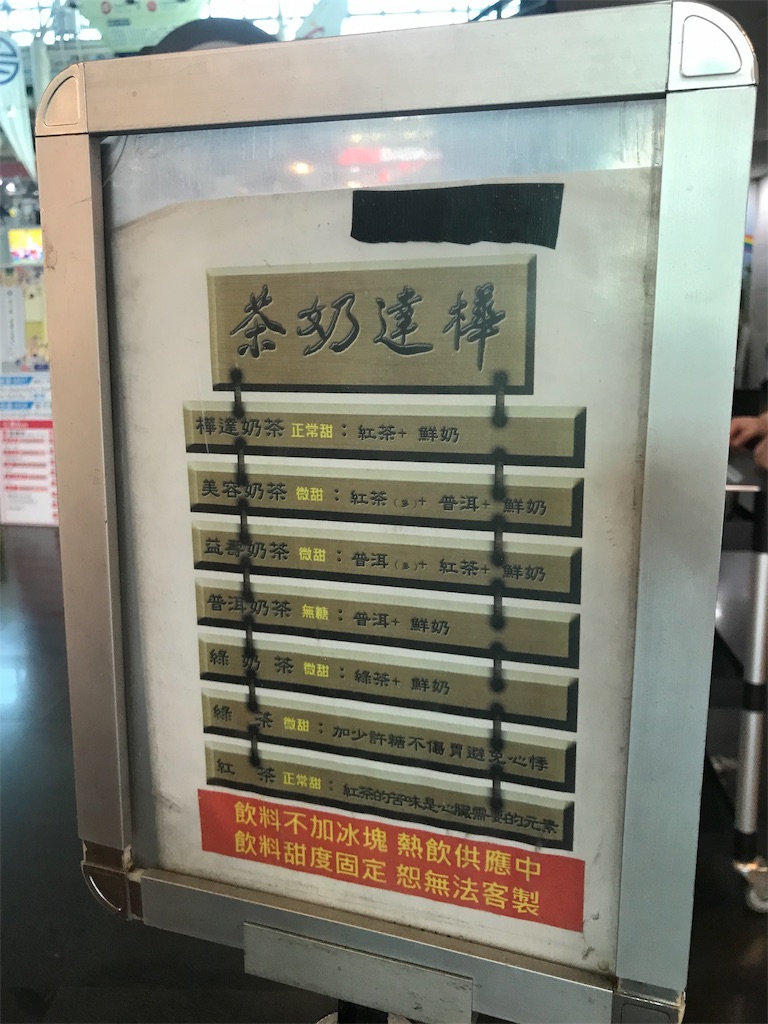 茶奶達樺
樺達奶茶 正常甜：紅茶+ 鮮奶
美容奶茶 微甜：紅茶(多)+ 普洱+ 鮮奶
益壽奶茶 微甜：普洱(多)+ 紅茶+ 鮮奶
普洱奶茶 無糖：普洱+ 鮮奶
綠奶茶 微甜：綠茶+ 鮮奶
綠茶 微甜：加少許糖不傷胃避免心悸
紅茶 正常甜：紅茶的苦味是心臟需要的元素
飲料不加冰塊 熱飲供應中
飲料甜度固定 恕無法客製